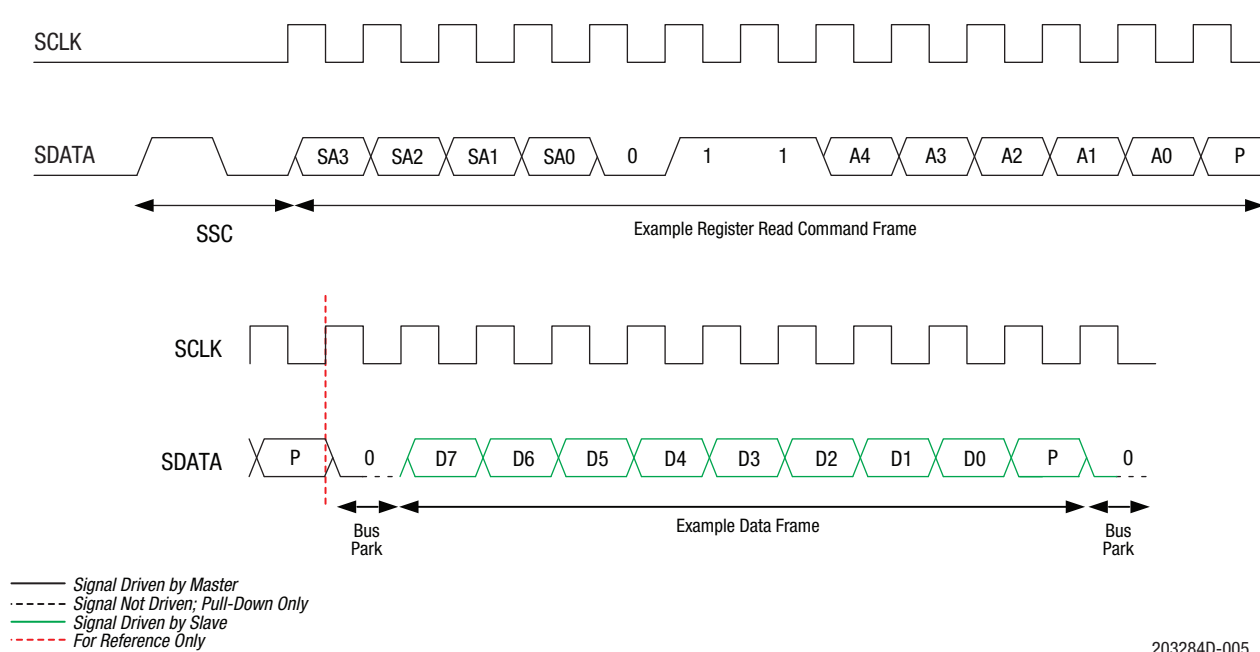 SCLK
SDATA SA3 SA2 SA1 SA0 0 1 1 A4 A3 A2 A1 A0 P
SSC
Example Register Read Command Frame
SCLK
SDATA P 0 D7 D6 D5 D4 D3 D2 D1 D0 P 0
Bus
Park
Example Data Frame
Bus
Park
Signal Driven by Master
Signal Not Driven; Pull-Down Only
Signal Driven by Slave
For Reference Only
203284D-005